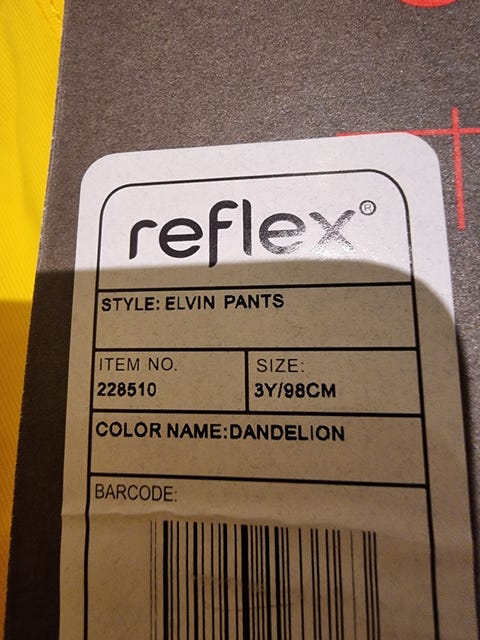 reflex®
STYLE: ELVIN PANTS
ITEM NO.
228510
SIZE:
3Y/98CM
COLOR NAME:DANDELION
BARCODE: